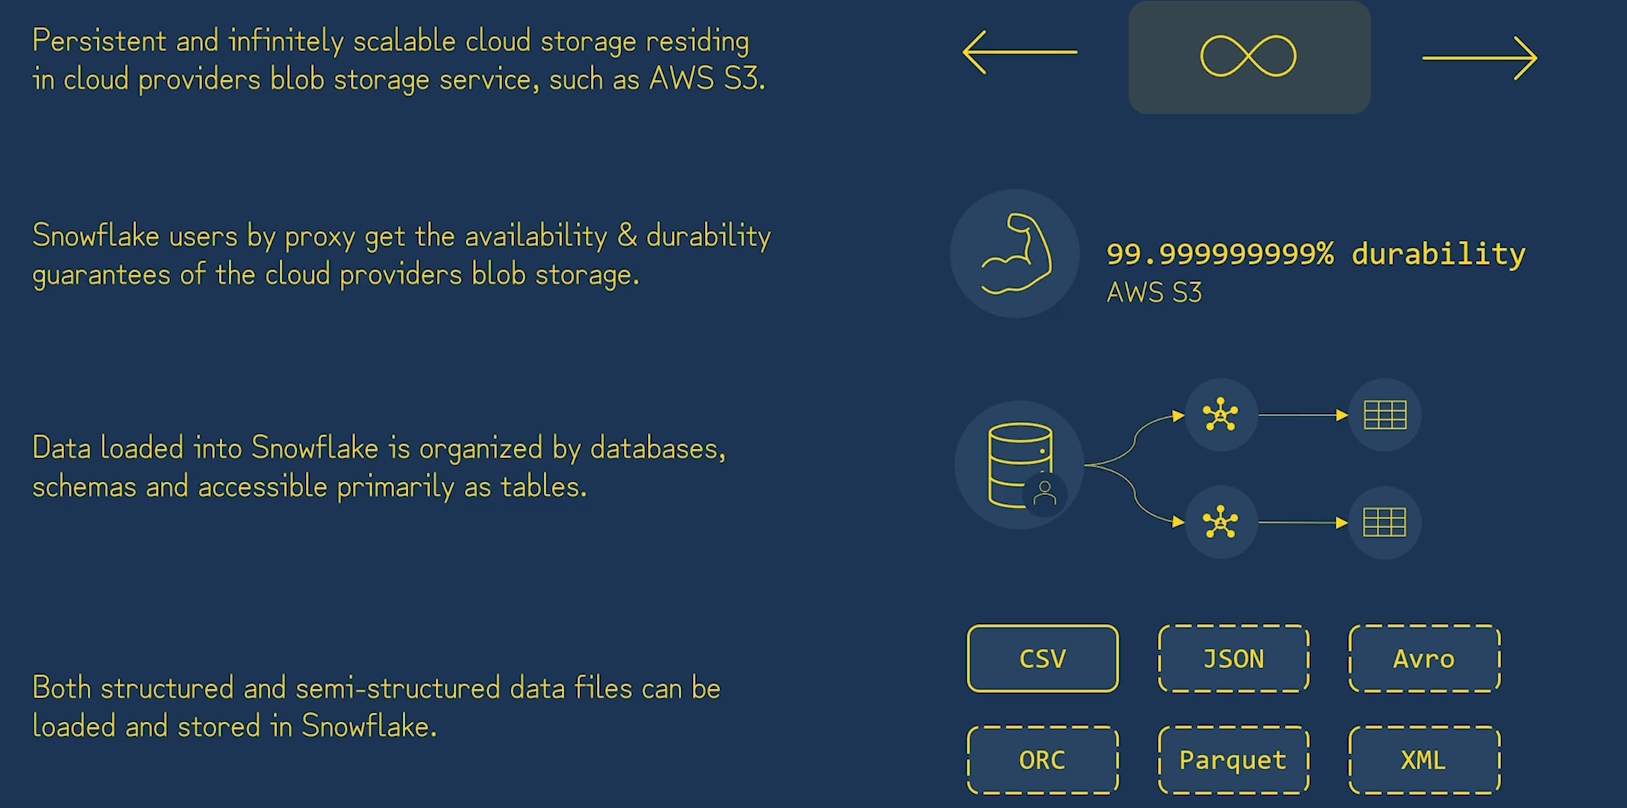 Persistent and infinitely scalable cloud storage residing
in cloud providers blob storage service, such as AWS S3.
Snowflake users by proxy get the availability & durability
guarantees of the cloud providers blob storage.
99.999999999% durability
AWS S3
Data loaded into Snowflake is organized by databases,
schemas and accessible primarily as tables.
Both structured and semi-structured data files can be
loaded and stored in Snowflake.
CSV
JSON
Avro
ORC
Parquet
XML